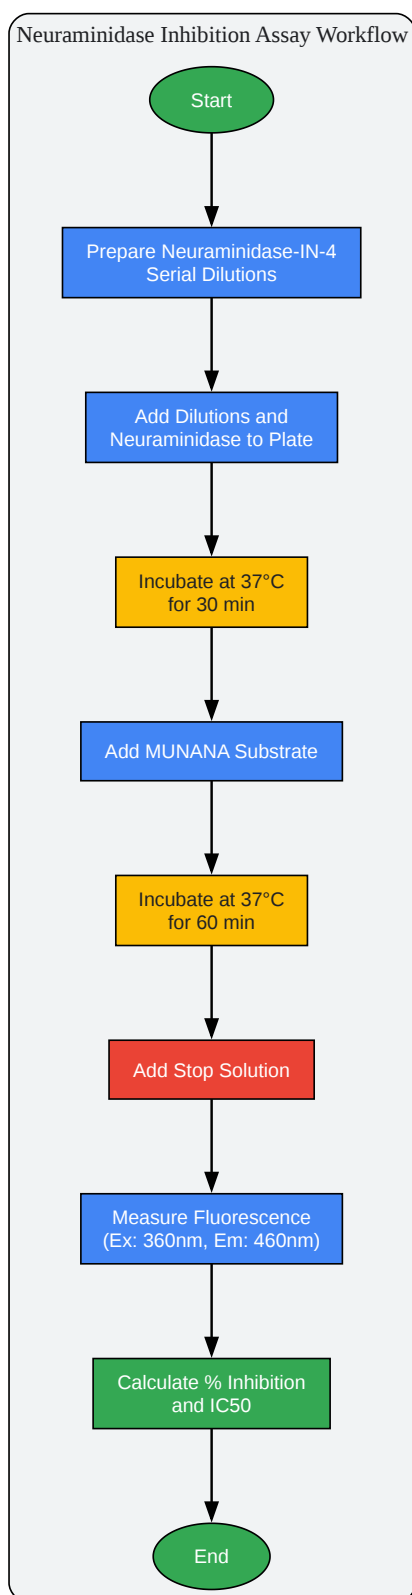 Neuraminidase Inhibition Assay Workflow
Start
Prepare Neuraminidase-IN-4
Serial Dilutions
Add Dilutions and
Neuraminidase to Plate
Incubate at 37°C
for 30 min
Add MUNANA Substrate
Incubate at 37°C
for 60 min
Add Stop Solution
Measure Fluorescence
(Ex: 360nm, Em: 460nm)
Calculate % Inhibition
and IC50
End